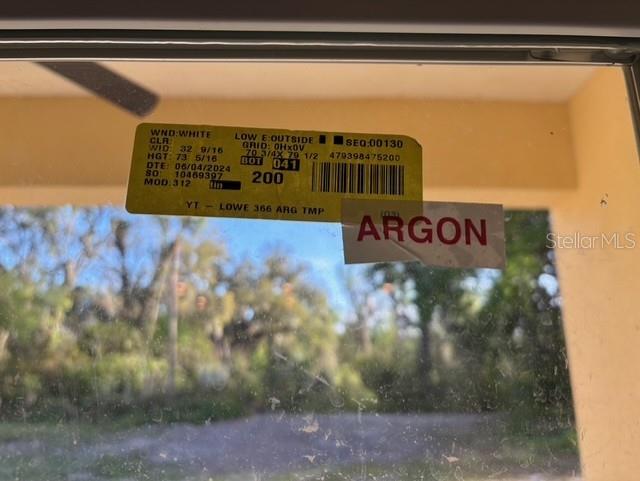 WND:WHITE LOW E:OUTSIDE SEQ:00130
CLR: GRID: 0Hx0V
WID: 32 9/16 70 3/4X 79 1/2 479398475200
HGT: 73 5/16 BOT 041
DTE: 06/04/2024 200
SO: 10469397
MOD:312
YT - LOWE 366 ARG TMP
ARGON
Stellar MLS